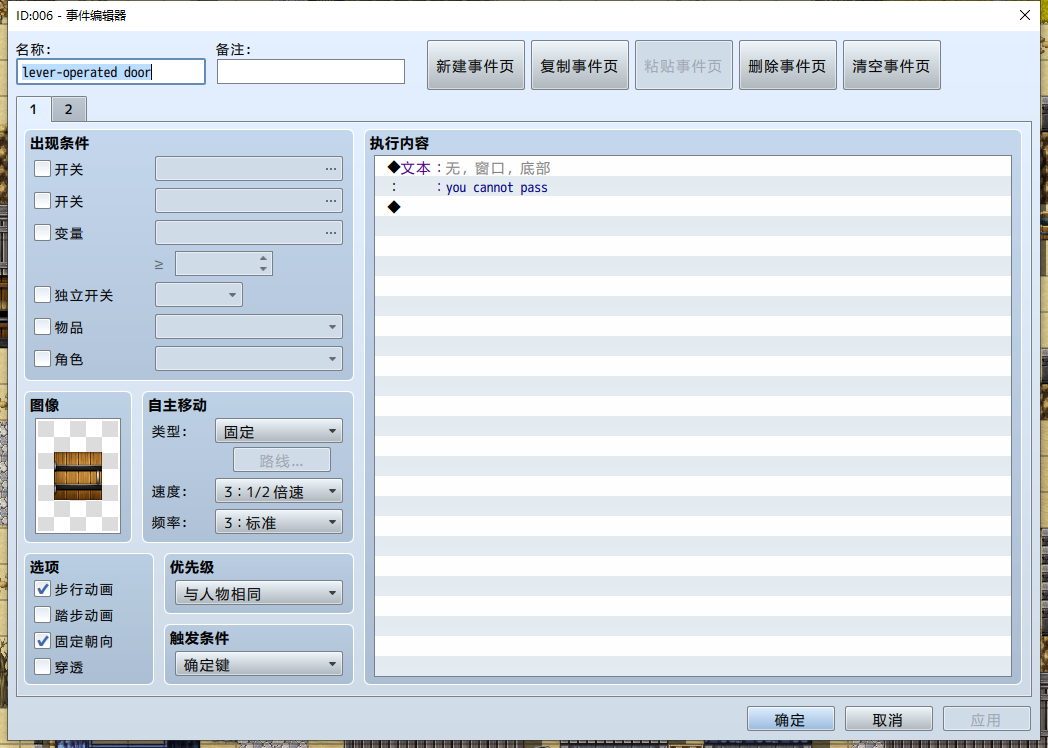 ID:006 - 事件编辑器
名称:
备注:
lever-operated door
新建事件页
复制事件页
粘贴事件页
删除事件页
清空事件页
1
2
出现条件
开关
...
开关
...
变量
...
≥
独立开关
物品
角色
图像
自主移动
类型:
固定
路线...
速度:
3:1/2倍速
频率:
3:标准
选项
步行动画
踏步动画
固定朝向
穿透
优先级
与人物相同
触发条件
确定键
执行内容
◆文本:无, 窗口, 底部
: :you cannot pass
◆
确定
取消
应用